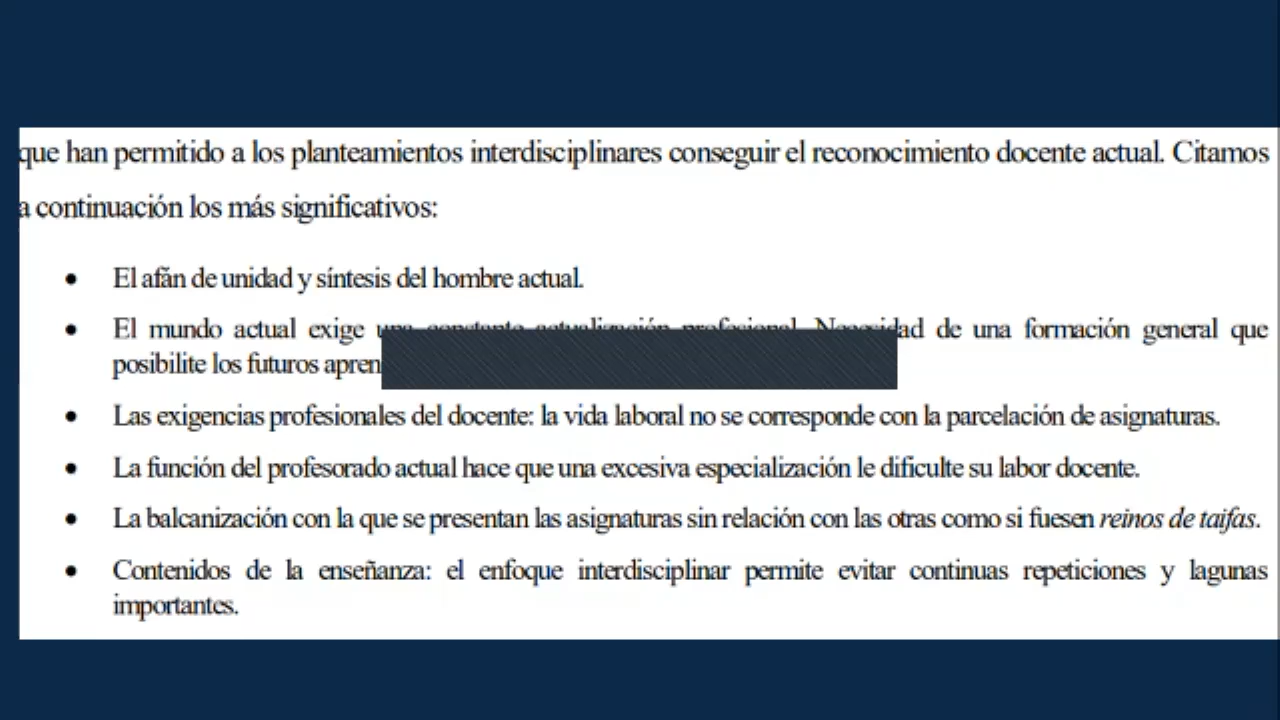 que han permitido a los planteamientos interdisciplinares conseguir el reconocimiento docente actual. Citamos
a continuación los más significativos:
• El afán de unidad y síntesis del hombre actual.
• El mundo actual exige una constante actualización profesional. Necesidad de una formación general que
posibilite los futuros
• Las exigencias profesionales del docente: la vida laboral no se corresponde con la parcelación de asignaturas.
• La función del profesorado actual hace que una excesiva especialización le dificulte su labor docente.
• La balcanización con la que se presentan las asignaturas sin relación con las otras como si fuesen reinos de taifas.
• Contenidos de la enseñanza: el enfoque interdisciplinar permite evitar continuas repeticiones y lagunas
importantes.